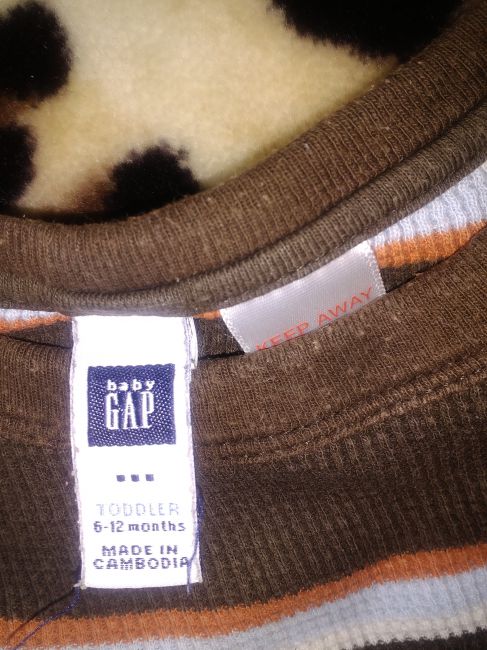 KEEP AWAY
baby
GAP
TODDLER
6-12 months
MADE IN
CAMBODIA